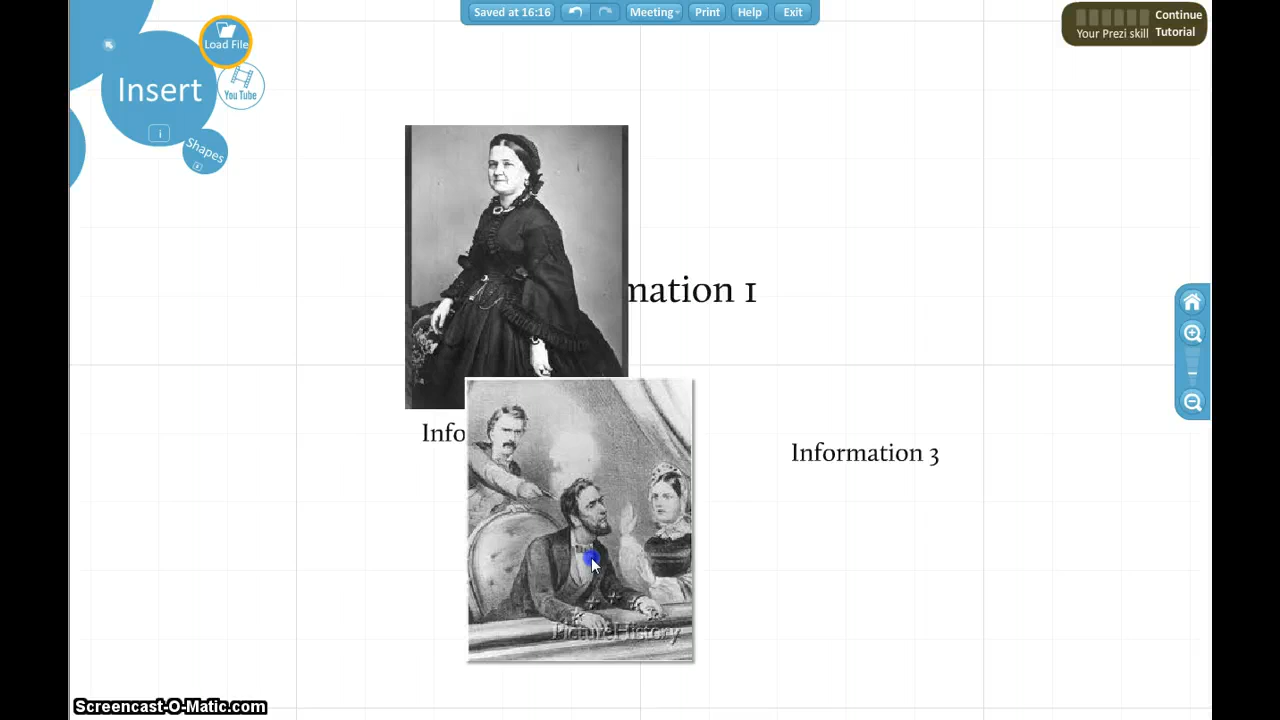 Saved at 16:16
Meeting
Print
Help
Exit
Continue
Tutorial
Your Prezi skill
Load File
Insert
You Tube
i
Shapes
mation 1
Info
Information 3
PictureHistory
Screencast-O-Matic.com